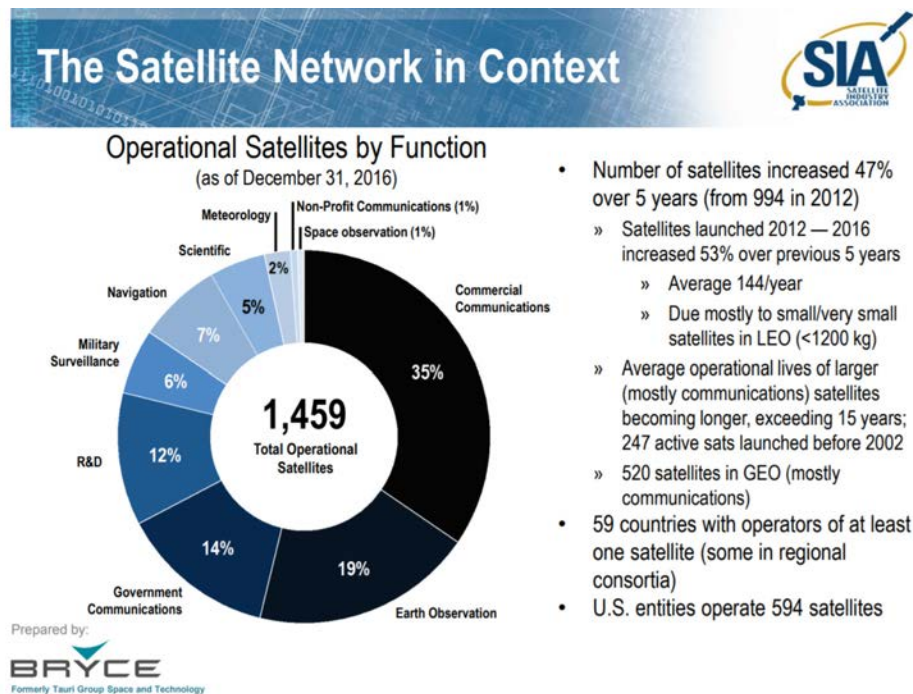 The Satellite Network in Context
SIA
SATELLITE
INDUSTRY
ASSOCIATION
Operational Satellites by Function
(as of December 31, 2016)
Meteorology
Non-Profit Communications (1%)
Space observation (1%)
Scientific
2%
Commercial
Communications
Navigation
5%
7%
Military
Surveillance
35%
6%
1,459
Total Operational
Satellites
R&D
12%
14%
19%
Government
Communications
Earth Observation
• Number of satellites increased 47%
over 5 years (from 994 in 2012)
» Satellites launched 2012 — 2016
increased 53% over previous 5 years
» Average 144/year
» Due mostly to small/very small
satellites in LEO (<1200 kg)
» Average operational lives of larger
(mostly communications) satellites
becoming longer, exceeding 15 years;
247 active sats launched before 2002
» 520 satellites in GEO (mostly
communications)
• 59 countries with operators of at least
one satellite (some in regional
consortia)
• U.S. entities operate 594 satellites
Prepared by:
BRYCE
Formerly Tauri Group Space and Technology